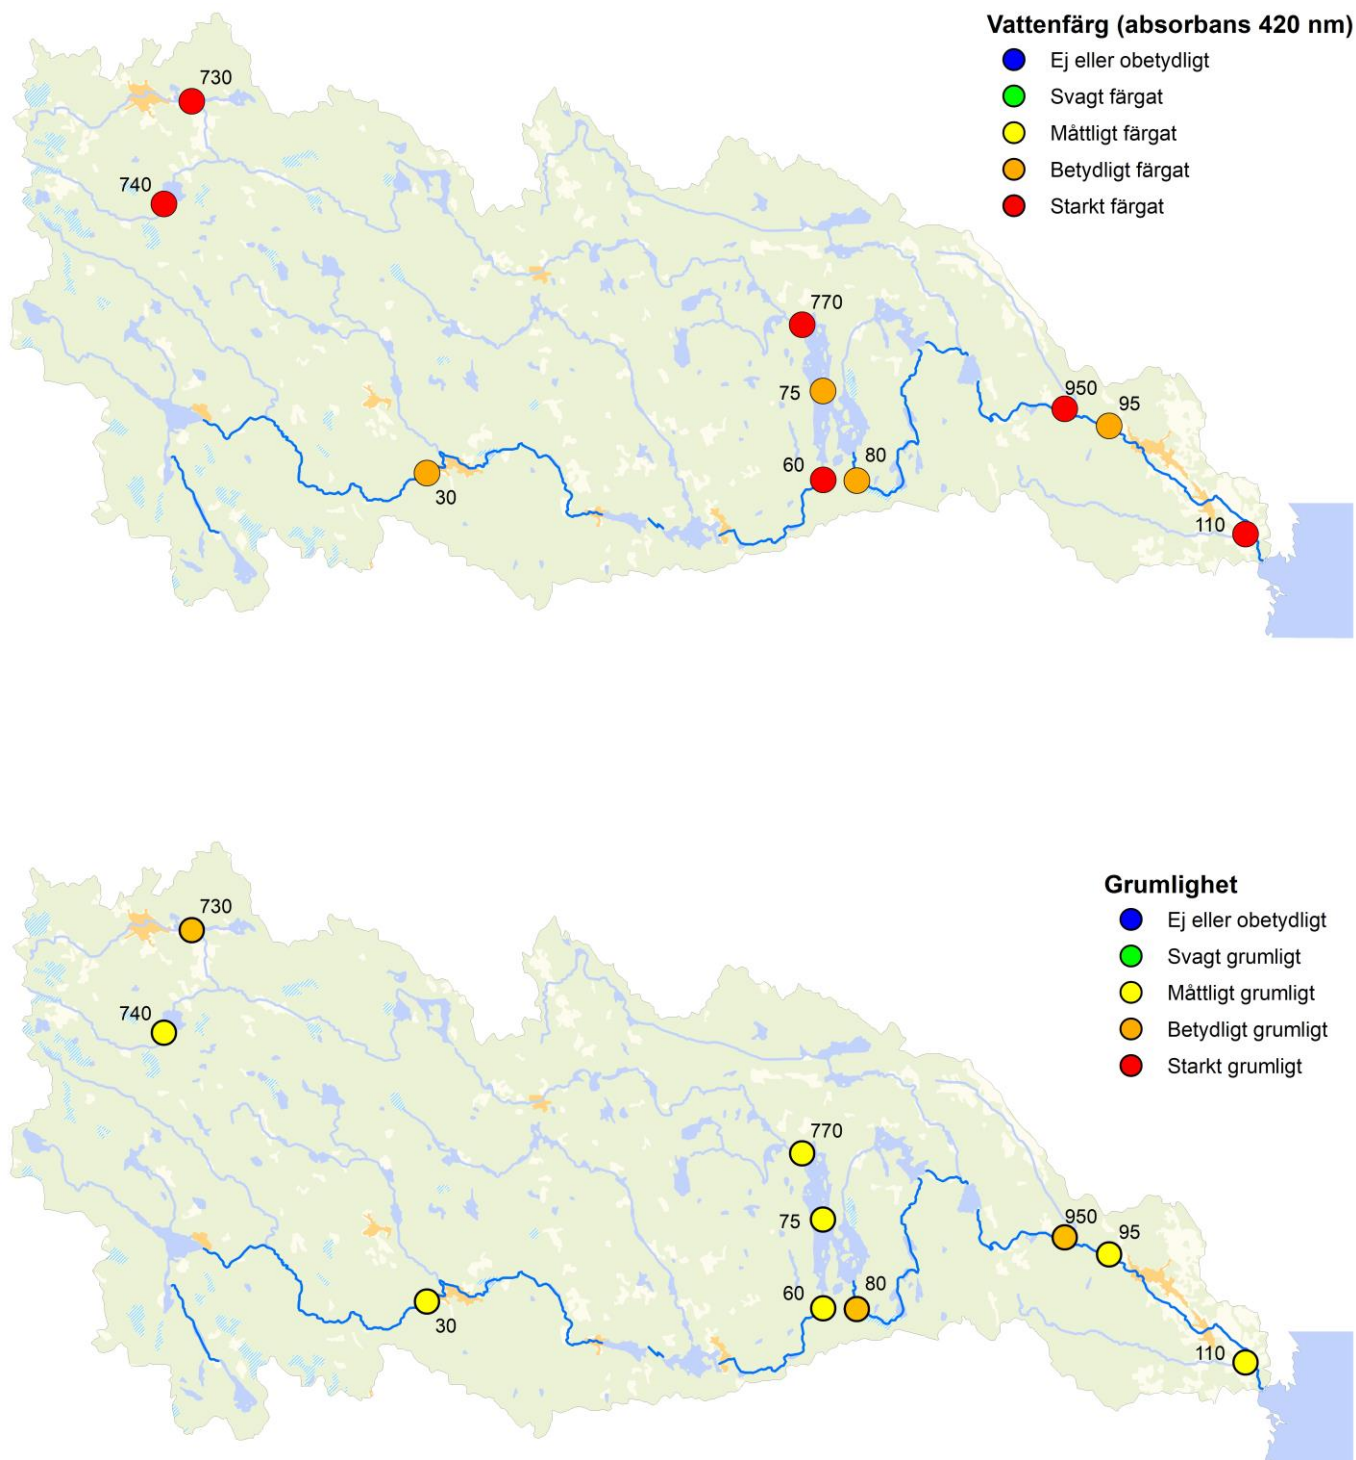 Vattenfärg (absorbans 420 nm)
Ej eller obetydligt
Svagt färgat
Måttligt färgat
Betydligt färgat
Starkt färgat
730
740
770
75
950
95
60
80
30
110
Grumlighet
Ej eller obetydligt
Svagt grumligt
Måttligt grumligt
Betydligt grumligt
Starkt grumligt
730
740
770
75
950
95
60
80
30
110